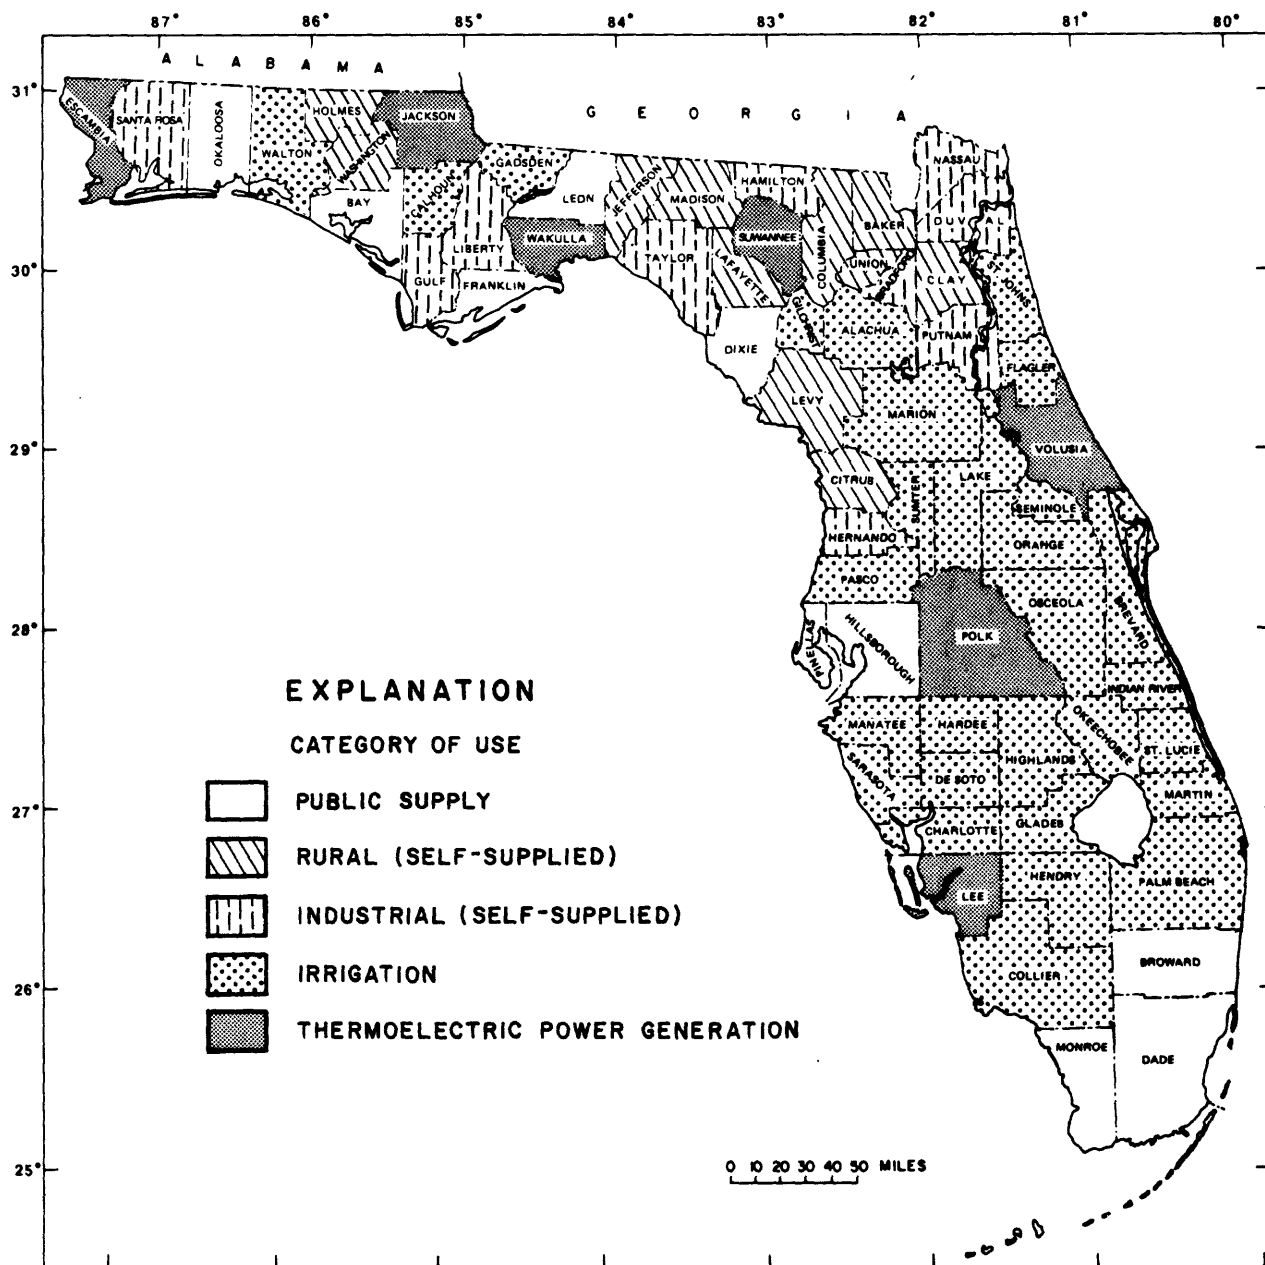 87° 86° 85° 84° 83° 82° 81° 80°
ALABAMA
31°
GEORGIA
ESCAMBIA
SANTA ROSA
OKALOOSA
WALTON
HOLMES
WASHINGTON
JACKSON
BAY
CALHOUN
GADSDEN
LIBERTY
GULF
FRANKLIN
LEON
WAKULLA
JEFFERSON
MADISON
TAYLOR
HAMILTON
SUWANNEE
LAFAYETTE
DIXIE
COLUMBIA
BAKER
UNION
BRADFORD
NASSAU
DUVAL
CLAY
ST JOHNS
30°
GILCHRIST
ALACHUA
PUTNAM
FLAGLER
LEVY
MARION
VOLUSIA
29°
CITRUS
SUMTER
LAKE
SEMINOLE
HERNANDO
ORANGE
PASCO
OSCEOLA
BREVARD
28°
PINELLAS
HILLSBOROUGH
POLK
INDIAN RIVER
MANATEE
HARDEE
OKEECHOBEE
HIGHLANDS
ST. LUCIE
SARASOTA
DE SOTO
MARTIN
27°
CHARLOTTE
GLADES
LEE
HENDRY
PALM BEACH
COLLIER
BROWARD
26°
MONROE
DADE
25°
EXPLANATION
CATEGORY OF USE
PUBLIC SUPPLY
RURAL (SELF-SUPPLIED)
INDUSTRIAL (SELF-SUPPLIED)
IRRIGATION
THERMOELECTRIC POWER GENERATION
0 10 20 30 40 50 MILES